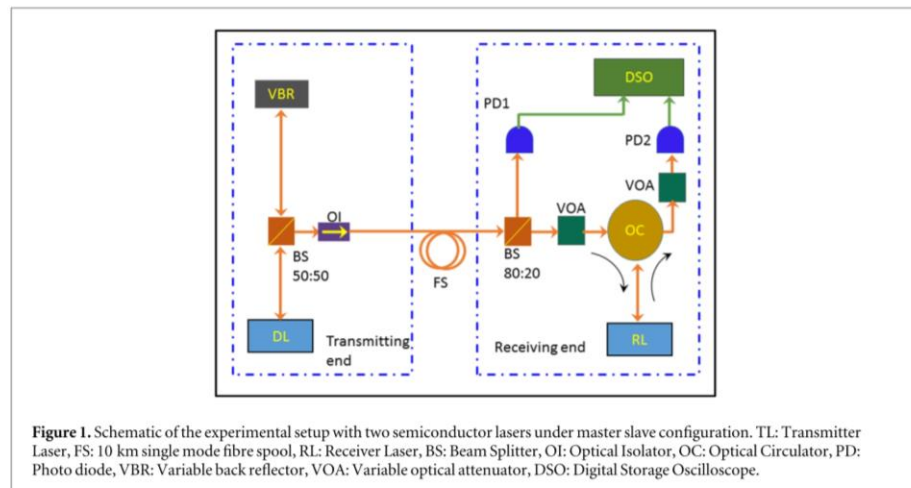 VBR
DSO
PD1
PD2
VOA
OI
VOA
OC
BS
50:50
FS
BS
80:20
DL
Transmitting
end
Receiving end
RL
Figure 1. Schematic of the experimental setup with two semiconductor lasers under master slave configuration. TL: Transmitter
Laser, FS: 10 km single mode fibre spool, RL: Receiver Laser, BS: Beam Splitter, OI: Optical Isolator, OC: Optical Circulator, PD:
Photo diode, VBR: Variable back reflector, VOA: Variable optical attenuator, DSO: Digital Storage Oscilloscope.